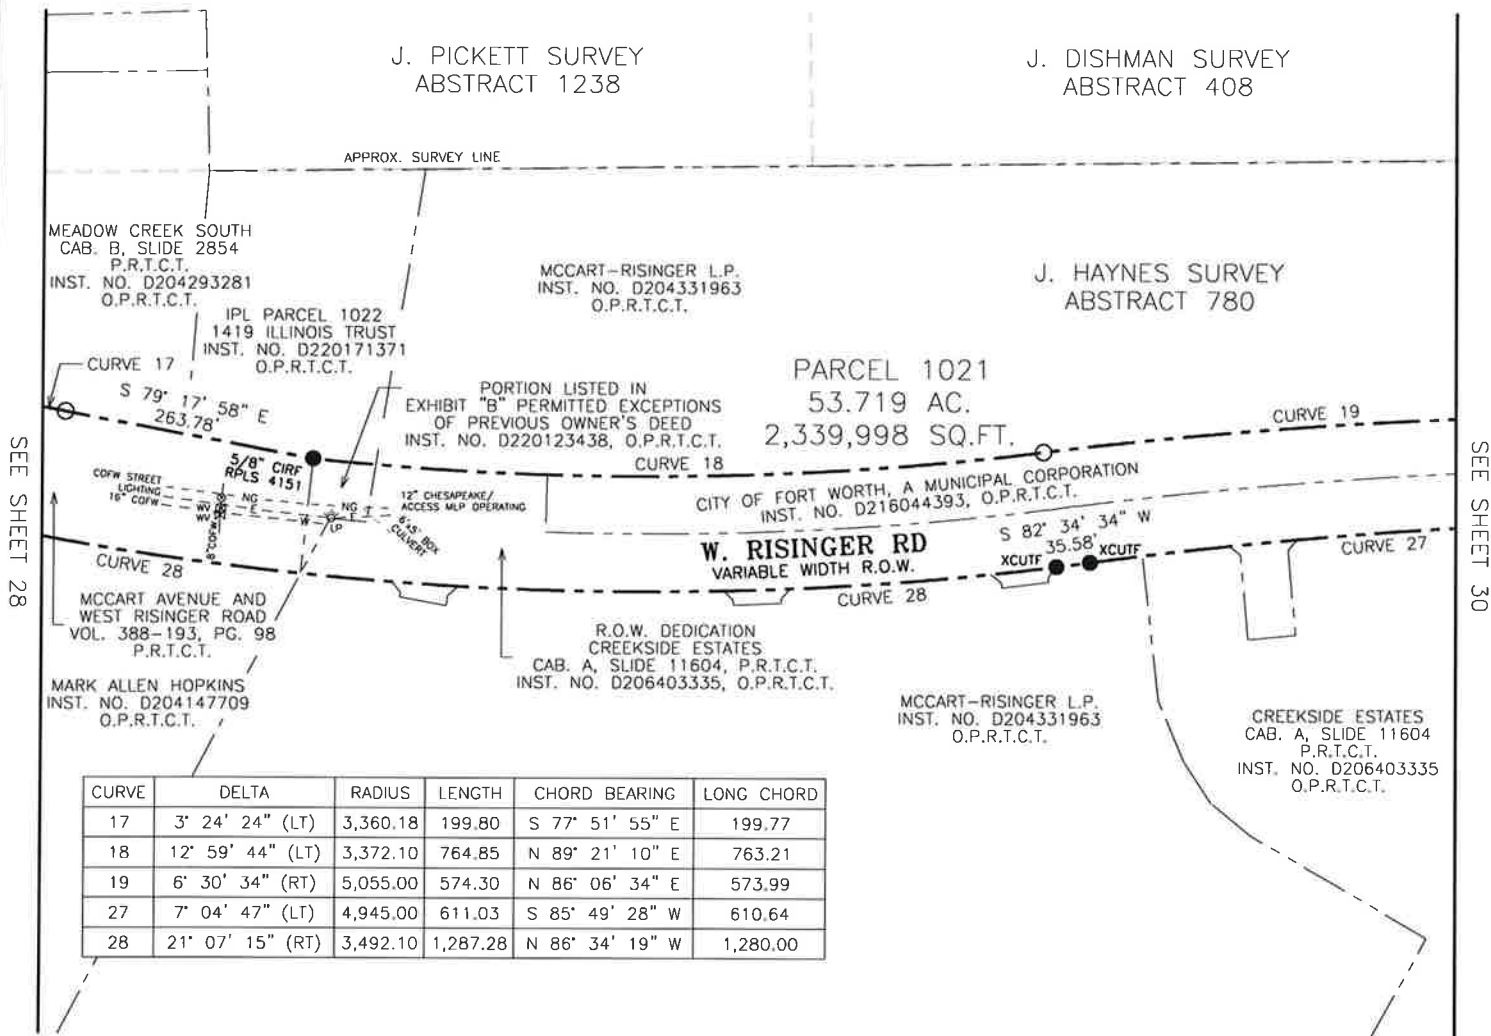 J. PICKETT SURVEY
ABSTRACT 1238
J. DISHMAN SURVEY
ABSTRACT 408
APPROX. SURVEY LINE
MEADOW CREEK SOUTH
CAB. B, SLIDE 2854
P.R.T.C.T.
INST. NO. D204293281
O.P.R.T.C.T.
IPL PARCEL 1022
1419 ILLINOIS TRUST
INST. NO. D220171371
O.P.R.T.C.T.
MCCART-RISINGER L.P.
INST. NO. D204331963
O.P.R.T.C.T.
J. HAYNES SURVEY
ABSTRACT 780
CURVE 17
S 79° 17' 58" E
263.78'
PORTION LISTED IN
EXHIBIT "B" PERMITTED EXCEPTIONS
OF PREVIOUS OWNER'S DEED
INST. NO. D220123438, O.P.R.T.C.T.
PARCEL 1021
53.719 AC.
2,339,998 SQ.FT.
CURVE 19
CURVE 18
5/8" CIRF
RPLS 4151
COFW STREET
LIGHTING
16" COFW
WV
WV
NG
E
8"COFW
W
NG
E
T
LP
12" CHESAPEAKE/
ACCESS MLP OPERATING
6'x5' BOX
CULVERT
CITY OF FORT WORTH, A MUNICIPAL CORPORATION
INST. NO. D216044393, O.P.R.T.C.T.
W. RISINGER RD
VARIABLE WIDTH R.O.W.
S 82° 34' 34" W
35.58'
XCUTF
XCUTF
CURVE 27
CURVE 28
CURVE 28
SEE SHEET 28
SEE SHEET 30
MCCART AVENUE AND
WEST RISINGER ROAD
VOL. 388-193, PG. 98
P.R.T.C.T.
R.O.W. DEDICATION
CREEKSIDE ESTATES
CAB. A, SLIDE 11604, P.R.T.C.T.
INST. NO. D206403335, O.P.R.T.C.T.
MARK ALLEN HOPKINS
INST. NO. D204147709
O.P.R.T.C.T.
MCCART-RISINGER L.P.
INST. NO. D204331963
O.P.R.T.C.T.
CREEKSIDE ESTATES
CAB. A, SLIDE 11604
P.R.T.C.T.
INST. NO. D206403335
O.P.R.T.C.T.
CURVE DELTA RADIUS LENGTH CHORD BEARING LONG CHORD
17 3° 24' 24" (LT) 3,360.18 199.80 S 77° 51' 55" E 199.77
18 12° 59' 44" (LT) 3,372.10 764.85 N 89° 21' 10" E 763.21
19 6° 30' 34" (RT) 5,055.00 574.30 N 86° 06' 34" E 573.99
27 7° 04' 47" (LT) 4,945.00 611.03 S 85° 49' 28" W 610.64
28 21° 07' 15" (RT) 3,492.10 1,287.28 N 86° 34' 19" W 1,280.00